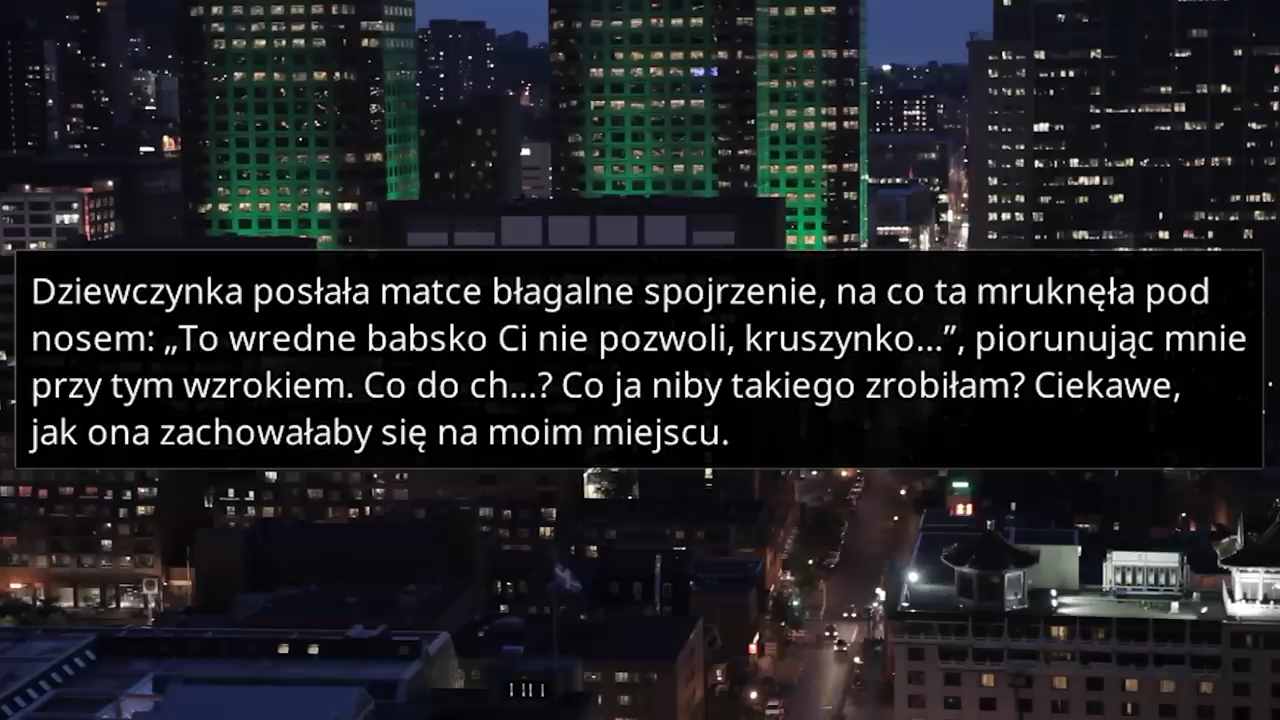 Dziewczynka posłała matce błagalne spojrzenie, na co ta mruknęła pod
nosem: „To wredne babsko Ci nie pozwoli, kruszynko...”, piorunując mnie
przy tym wzrokiem. Co do ch...? Co ja niby takiego zrobiłam? Ciekawe,
jak ona zachowałaby się na moim miejscu.